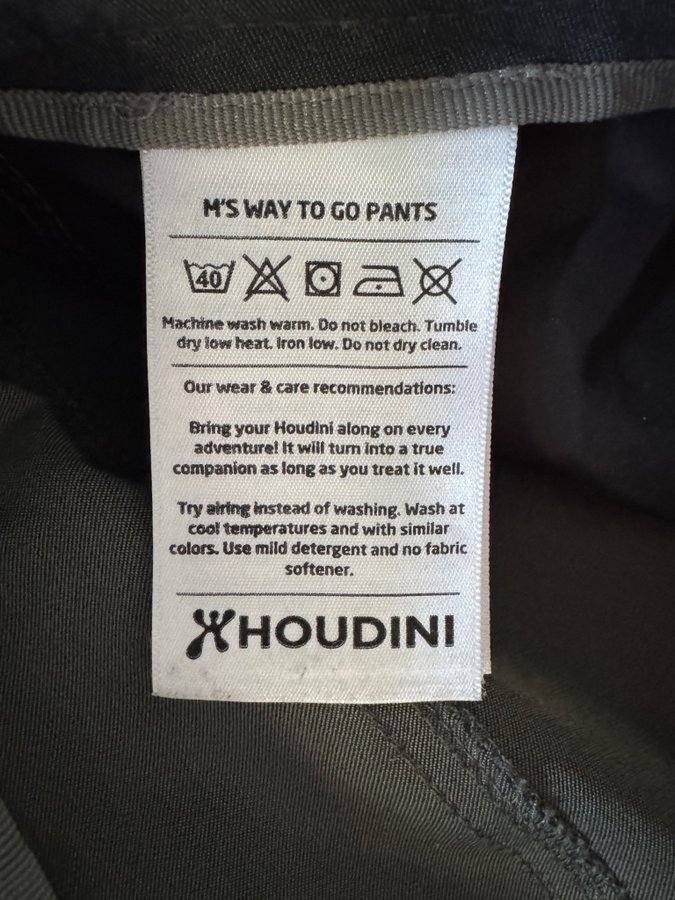 M'S WAY TO GO PANTS
40
Machine wash warm. Do not bleach. Tumble
dry low heat. Iron low. Do not dry clean.
Our wear & care recommendations:
Bring your Houdini along on every
adventure! It will turn into a true
companion as long as you treat it well.
Try airing instead of washing. Wash at
cool temperatures and with similar
colors. Use mild detergent and no fabric
softener.
HOUDINI